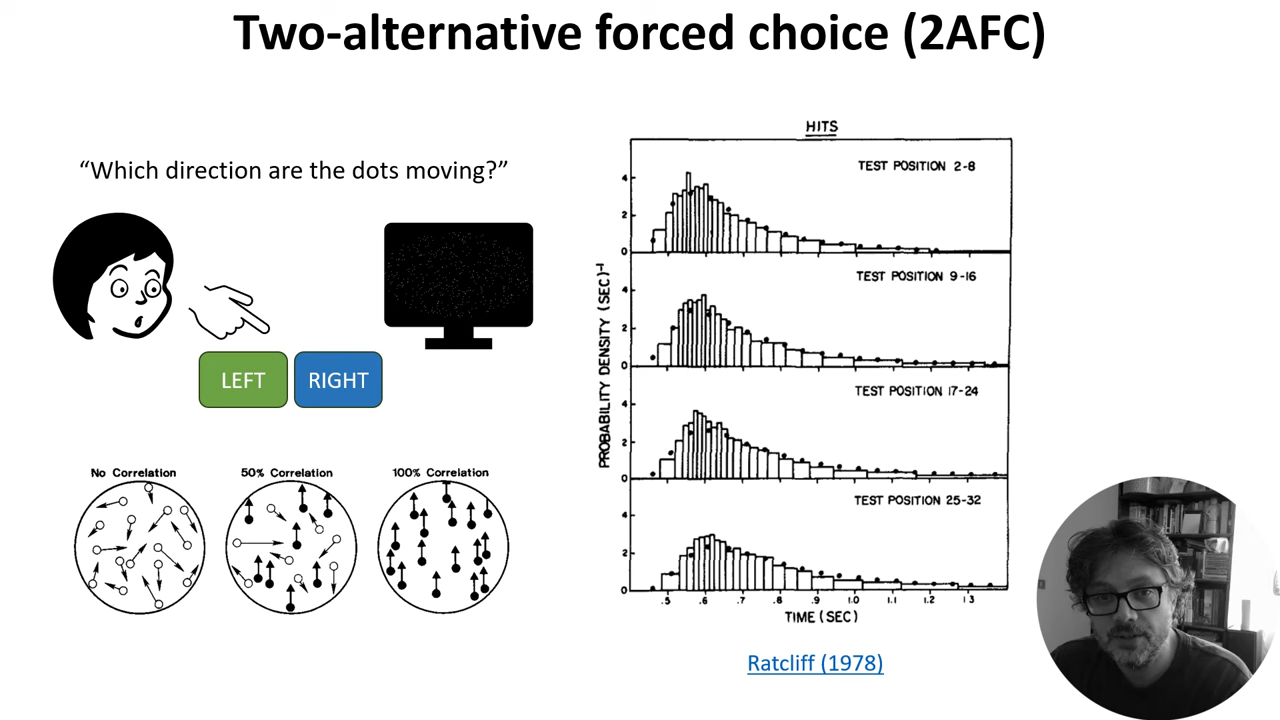 Two-alternative forced choice (2AFC)
“Which direction are the dots moving?”
LEFT
RIGHT
No Correlation
50% Correlation
100% Correlation
HITS
TEST POSITION 2-8
4
2
0
TEST POSITION 9-16
4
2
0
TEST POSITION 17-24
4
2
0
TEST POSITION 25-32
4
2
0
PROBABILITY DENSITY (SEC)⁻¹
.5 .6 .7 .8 .9 1.0 1.1 1.2 1.3
TIME (SEC)
Ratcliff (1978)